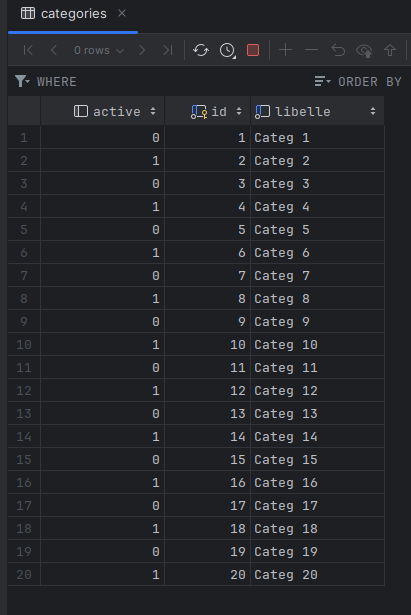 categories
0 rows
WHERE ORDER BY
active id libelle
1 0 1 Categ 1
2 1 2 Categ 2
3 0 3 Categ 3
4 1 4 Categ 4
5 0 5 Categ 5
6 1 6 Categ 6
7 0 7 Categ 7
8 1 8 Categ 8
9 0 9 Categ 9
10 1 10 Categ 10
11 0 11 Categ 11
12 1 12 Categ 12
13 0 13 Categ 13
14 1 14 Categ 14
15 0 15 Categ 15
16 1 16 Categ 16
17 0 17 Categ 17
18 1 18 Categ 18
19 0 19 Categ 19
20 1 20 Categ 20